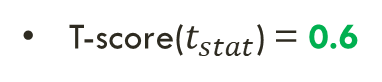 • T-score(t_stat) = 0.6